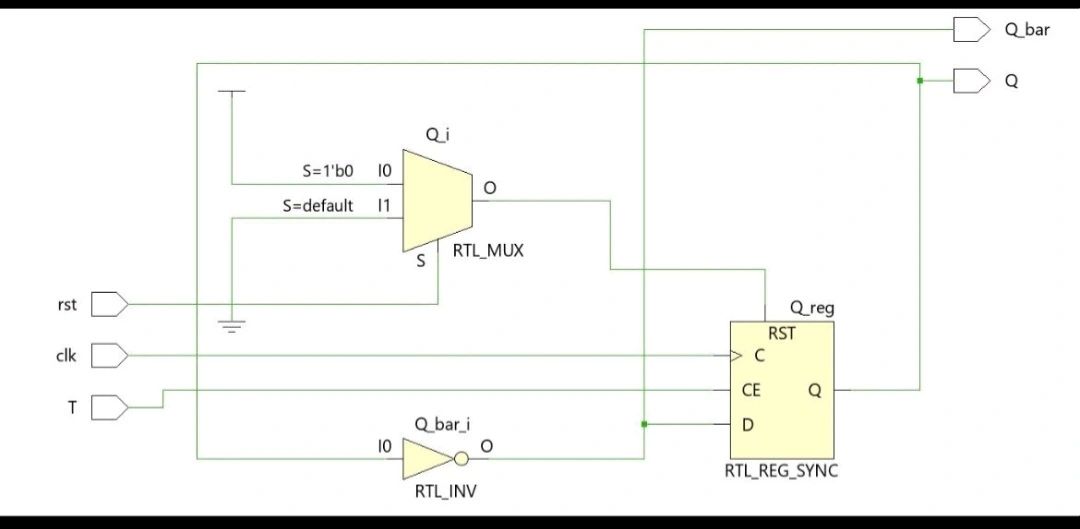 Q_bar
Q
Q_i
S=1'b0 I0
O
S=default I1
S
RTL_MUX
rst
Q_reg
RST
clk
C
CE
Q
T
D
Q_bar_i
I0
O
RTL_REG_SYNC
RTL_INV